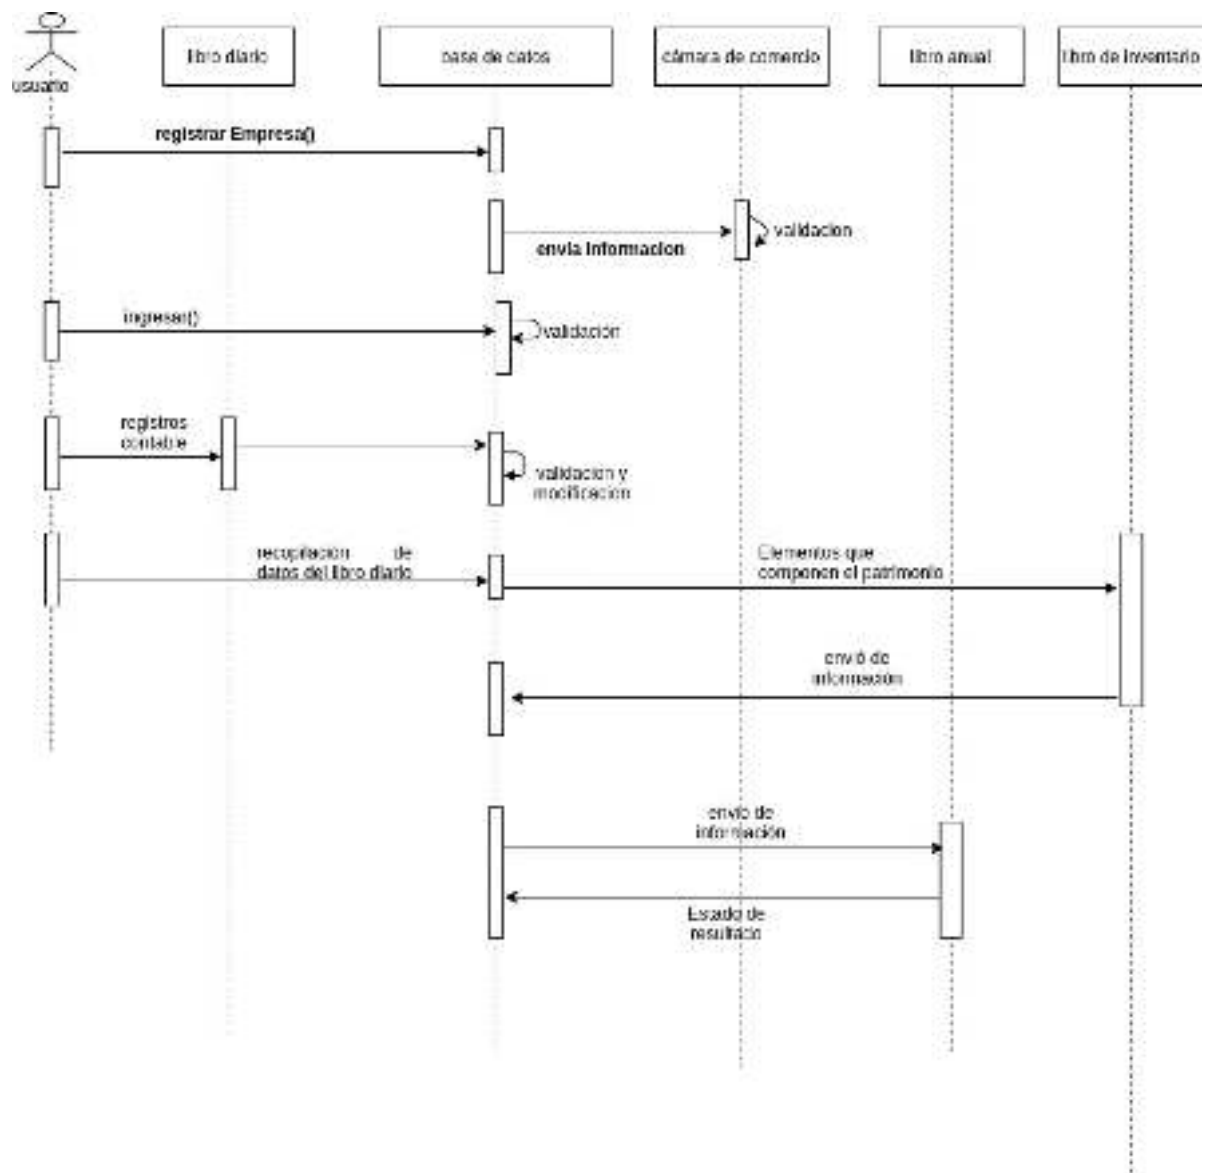 usuario
libro diario
base de datos
cámara de comercio
libro anual
libro de inventario
registrar Empresa()
envia informacion
validacion
ingresar()
validación
registros
contable
validacion y
modificacion
recopilación de
datos del libro diario
Elementos que
componen el patrimonio
envió de
información
envió de
información
Estado de
resultado